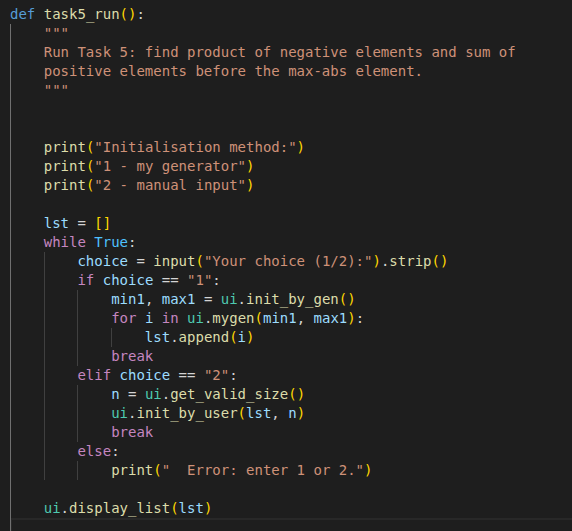 def task5_run():
    """
    Run Task 5: find product of negative elements and sum of
    positive elements before the max-abs element.
    """
    print("Initialisation method:")
    print("1 - my generator")
    print("2 - manual input")
    lst = []
    while True:
        choice = input("Your choice (1/2):").strip()
        if choice == "1":
            min1, max1 = ui.init_by_gen()
            for i in ui.mygen(min1, max1):
                lst.append(i)
            break
        elif choice == "2":
            n = ui.get_valid_size()
            ui.init_by_user(lst, n)
            break
        else:
            print("  Error: enter 1 or 2.")
    ui.display_list(lst)